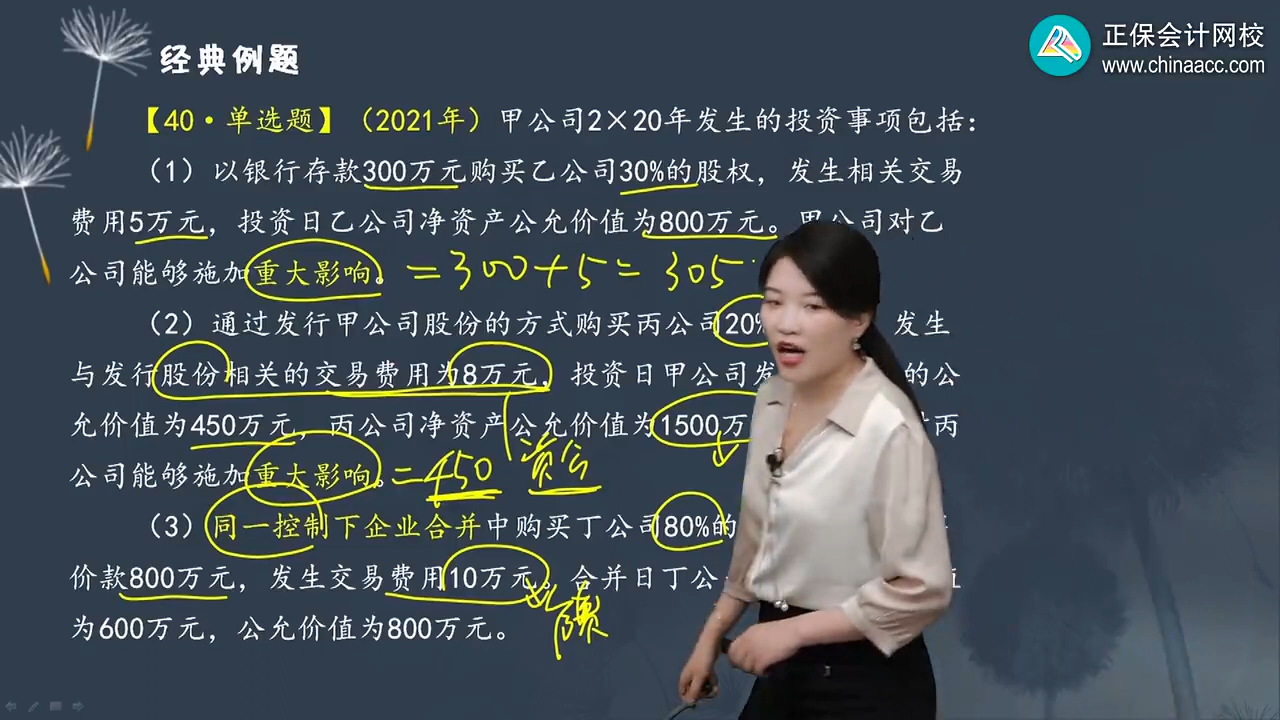 经典例题
正保会计网校
www.chinaacc.com
【40·单选题】（2021年）甲公司2×20年发生的投资事项包括：
（1）以银行存款300万元购买乙公司30%的股权，发生相关交易
费用5万元，投资日乙公司净资产公允价值为800万元。甲公司对乙
公司能够施加重大影响。=300+5=305
（2）通过发行甲公司股份的方式购买丙公司20% 发生
与发行股份相关的交易费用为8万元，投资日甲公司发 的公
允价值为450万元，丙公司净资产公允价值为1500万 丙
公司能够施加重大影响。=450 资公
（3）同一控制下企业合并中购买丁公司80%的
价款800万元，发生交易费用10万元。合并日丁公
为600万元，公允价值为800万元。